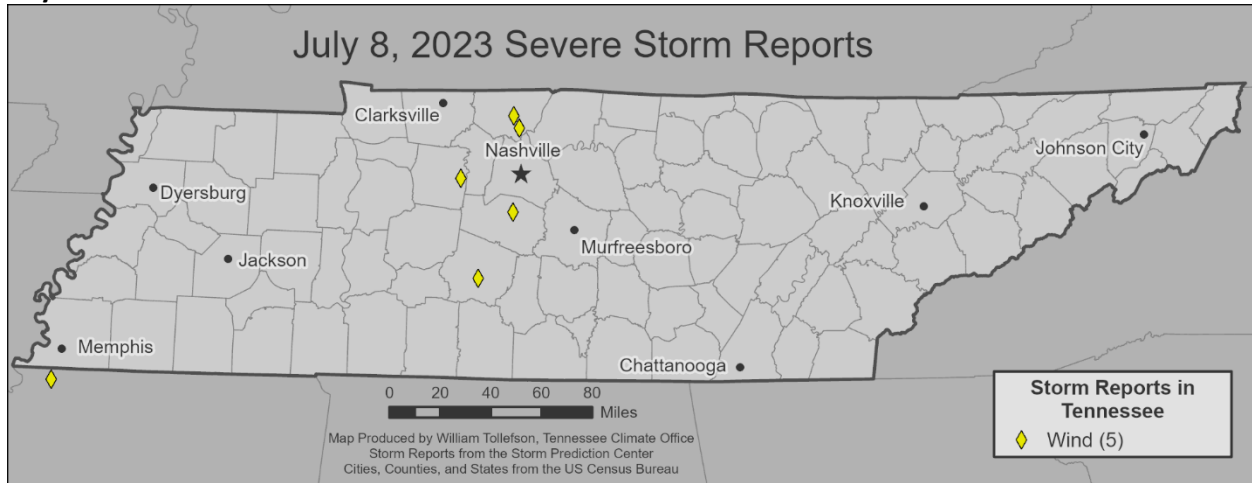 July 8, 2023 Severe Storm Reports
Clarksville
Nashville
Johnson City
Dyersburg
Knoxville
Murfreesboro
Jackson
Memphis
Chattanooga
0 20 40 60 80
Miles
Map Produced by William Tollefson, Tennessee Climate Office
Storm Reports from the Storm Prediction Center
Cities, Counties, and States from the US Census Bureau
Storm Reports in
Tennessee
Wind (5)